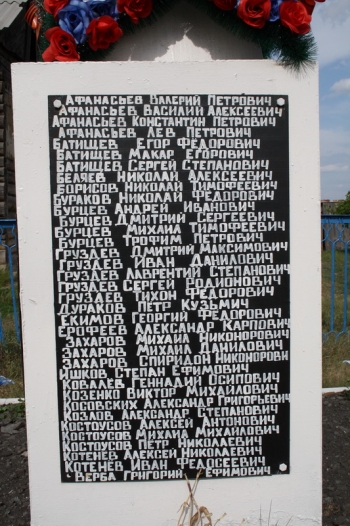 Афанасьев Валерий Петрович
Афанасьев Василий Алексеевич
Афанасьев Константин Петрович
Афанасьев Лев Петрович
Батищев Егор Федорович
Батищев Макар Егорович
Батищев Сергей Степанович
Беляев Николай Алексеевич
Борисов Николай Тимофеевич
Бураков Николай Федорович
Бурцев Андрей Иванович
Бурцев Дмитрий Сергеевич
Бурцев Михаил Тимофеевич
Бурцев Трофим Петрович
Груздев Дмитрий Максимович
Груздев Иван Данилович
Груздев Лаврентий Степанович
Груздев Сергей Родионович
Груздев Тихон Федорович
Дураков Петр Кузьмич
Екимов Георгий Федорович
Ерофеев Александр Карпович
Захаров Михаил Никонорович
Захаров Михаил Данилович
Захаров Спиридон Никонорови
Яшков Степан Ефимович
Ковалев Геннадий Осипович
Козенко Виктор Михайлович
Косовских Александр Григорьевич
Козлов Александр Степанович
Костоусов Алексей Антонович
Костоусов Михаил Михайлович
Костоусов Петр Николаевич
Котенев Алексей Николаевич
Котенев Иван Федосеевич
Верба Григорий Ефимович